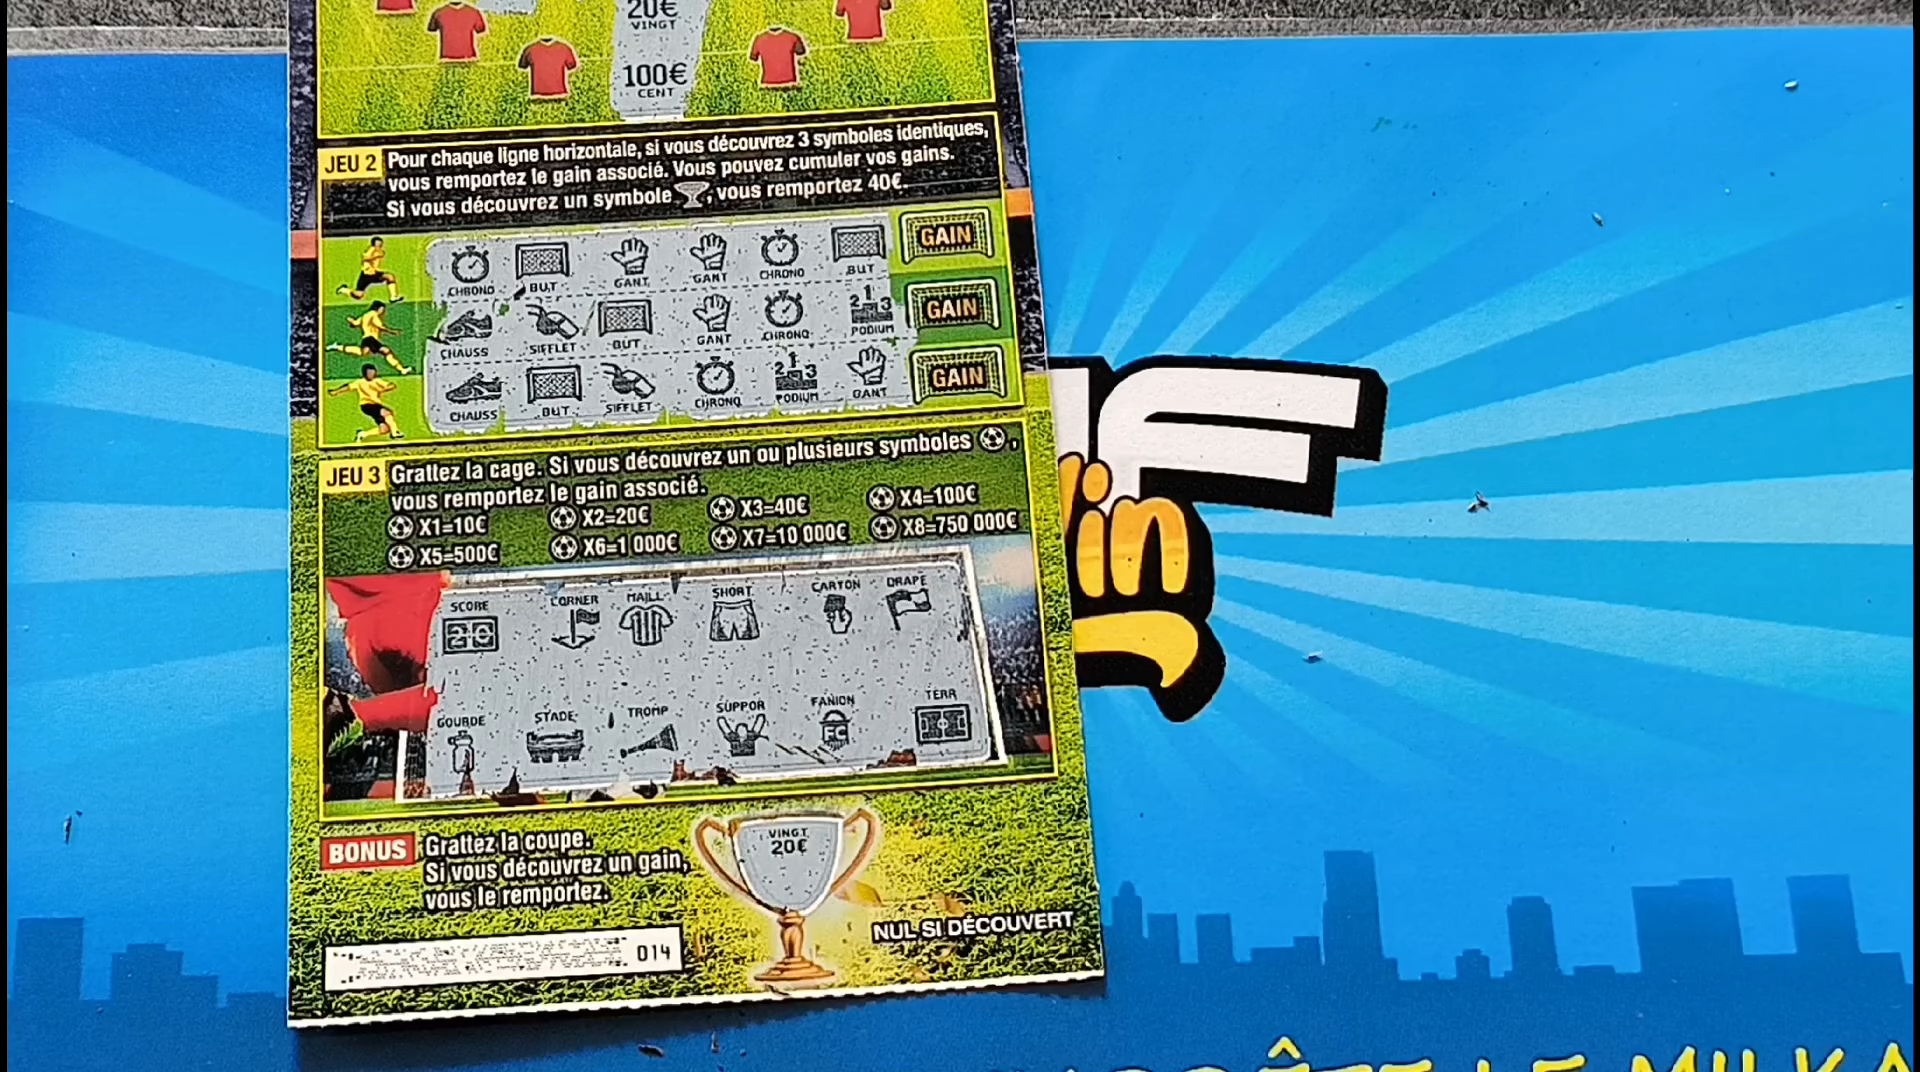 20€
VINGT
100€
CENT
JEU 2 Pour chaque ligne horizontale, si vous découvrez 3 symboles identiques,
vous remportez le gain associé. Vous pouvez cumuler vos gains.
Si vous découvrez un symbole , vous remportez 40€.
CHRONO BUT GANT GANT CHRONO BUT GAIN
CHAUSS SIFFLET BUT GANT CHRONO PODIUM GAIN
CHAUSS BUT SIFFLET CHRONO PODIUM GANT GAIN
JEU 3 Grattez la cage. Si vous découvrez un ou plusieurs symboles ,
vous remportez le gain associé.
X1=10€ X2=20€ X3=40€ X4=100€
X5=500€ X6=1 000€ X7=10 000€ X8=750 000€
SCORE CORNER MAILL SHORT CARTON DRAPE
GOURDE STADE TROMP SUPPOR FANION TERR
FC
BONUS Grattez la coupe.
Si vous découvrez un gain,
vous le remportez.
VINGT
20€
NUL SI DÉCOUVERT
014
LE MILKA